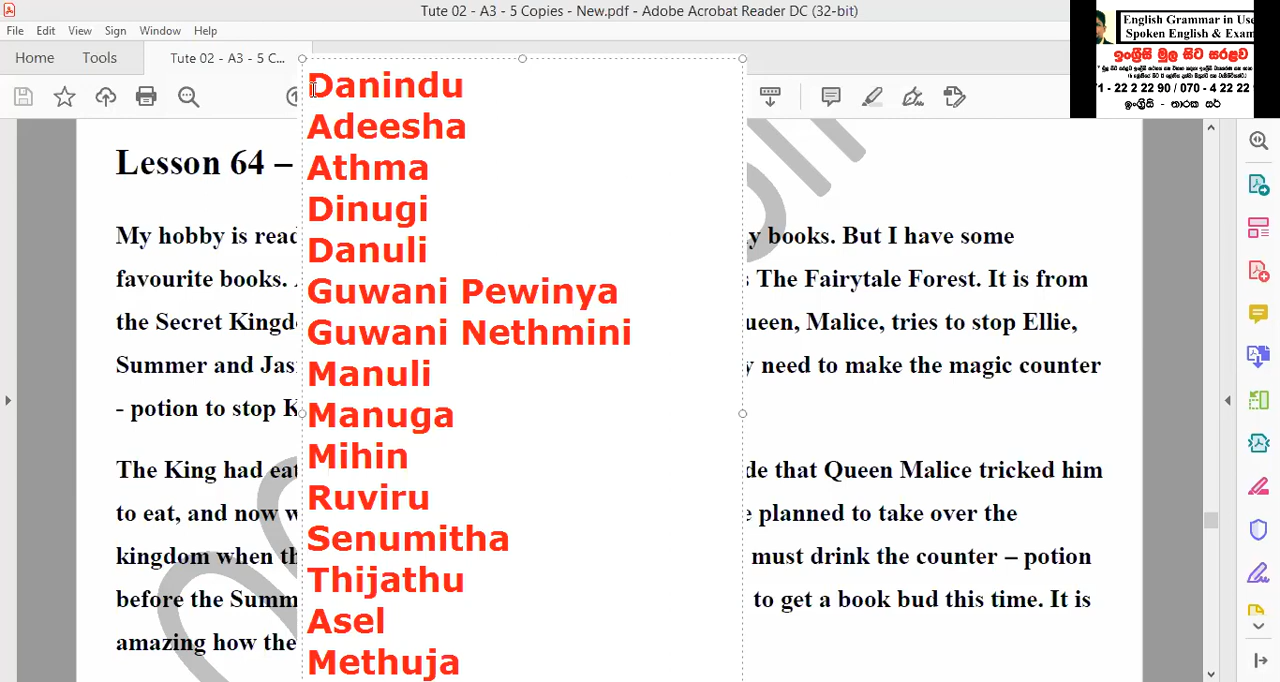 Tute 02 - A3 - 5 Copies - New.pdf - Adobe Acrobat Reader DC (32-bit)
File Edit View Sign Window Help
Home Tools Tute 02 - A3 - 5 C...
English Grammar in Use
Spoken English & Exam
ඉංග්‍රීසි මුල සිට සරළව
71 - 22 2 22 90 / 070 - 4 22 22
ඉංග්‍රීසි - තාරක සර්
Danindu
Adeesha
Athma
Dinugi
Danuli
Guwani Pewinya
Guwani Nethmini
Manuli
Manuga
Mihin
Ruviru
Senumitha
Thijathu
Asel
Methuja
Lesson 64 –
My hobby is read y books. But I have some
favourite books. The Fairytale Forest. It is from
the Secret Kingd ueen, Malice, tries to stop Ellie,
Summer and Jas y need to make the magic counter
- potion to stop K
The King had eat de that Queen Malice tricked him
to eat, and now w e planned to take over the
kingdom when th must drink the counter – potion
before the Summ to get a book bud this time. It is
amazing how the